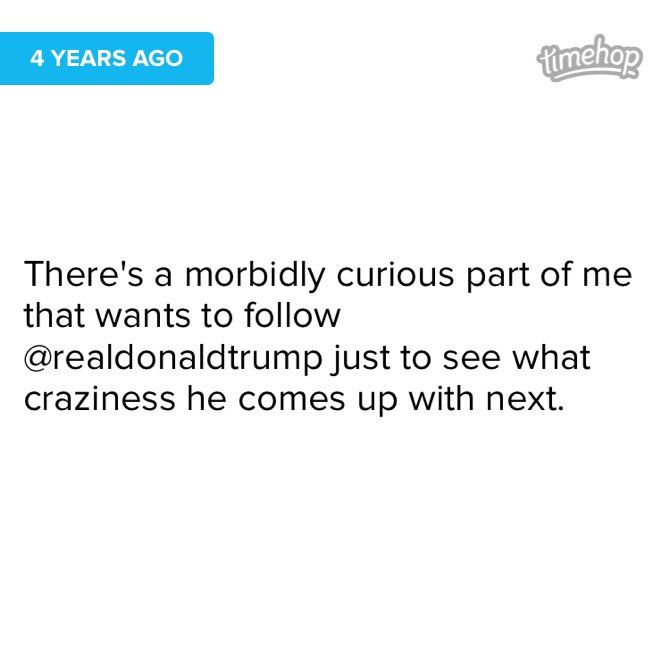 4 YEARS AGO
timehop
There's a morbidly curious part of me
that wants to follow
@realdonaldtrump just to see what
craziness he comes up with next.